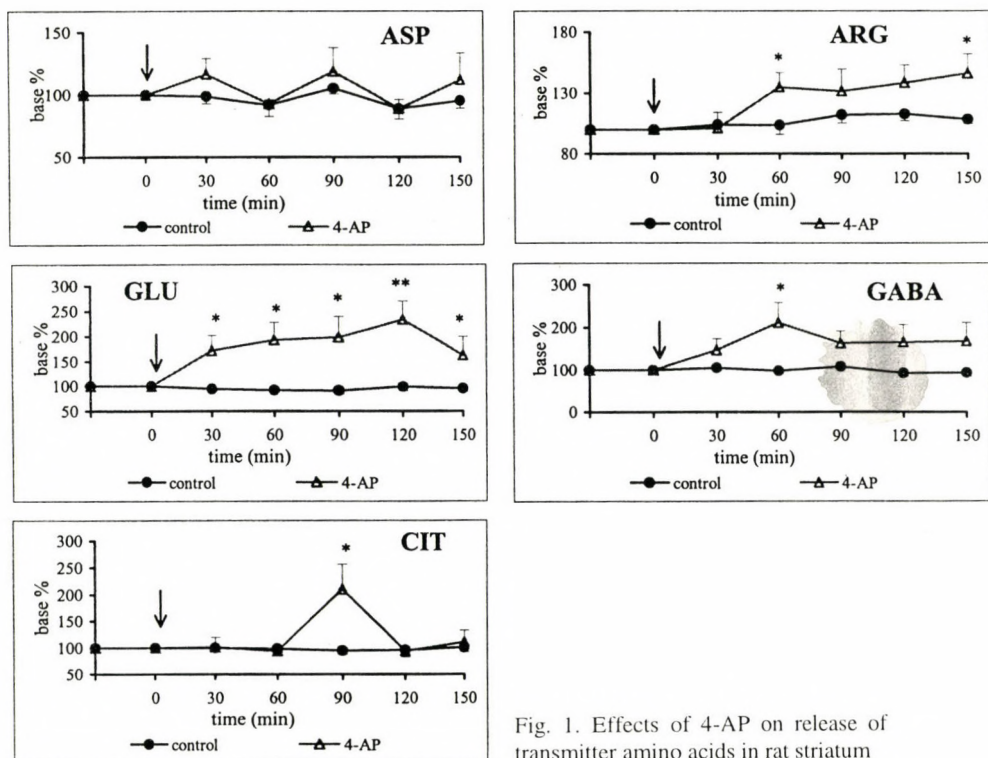 ASP
150
100
50
base %
0 30 60 90 120 150
time (min)
control 4-AP
ARG
180
130
80
base %
* *
0 30 60 90 120 150
time (min)
control 4-AP
GLU
300
250
200
150
100
50
base %
* * * ** *
0 30 60 90 120 150
time (min)
control 4-AP
GABA
300
200
100
0
base %
*
0 30 60 90 120 150
time (min)
control 4-AP
CIT
300
250
200
150
100
50
base %
*
0 30 60 90 120 150
time (min)
control 4-AP
Fig. 1. Effects of 4-AP on release of
transmitter amino acids in rat striatum